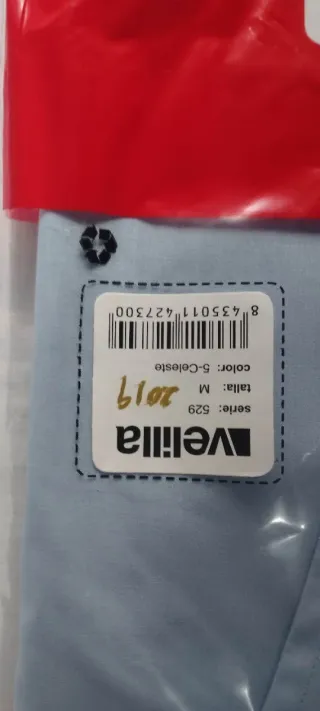 velilla
serie: 529
talla: M
2019
color: 5-Celeste
8 435011 427300